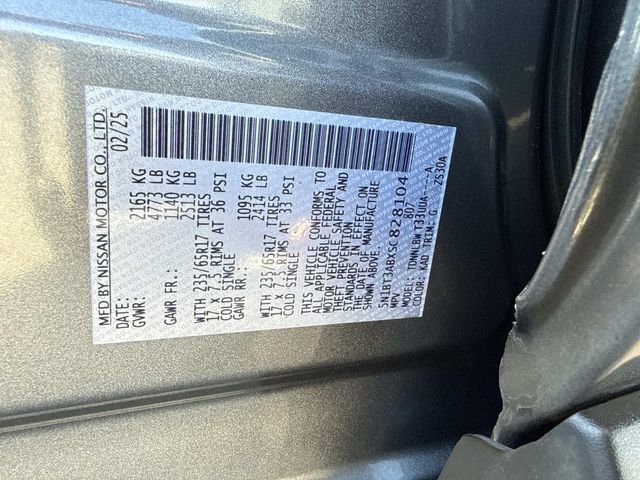 MFD BY NISSAN MOTOR CO., LTD.
DATE: 02/25
GVWR: 2165 KG
4773 LB
GAWR FR.: 1140 KG
2513 LB
WITH 235/65R17 TIRES
17 X 7.5 RIMS AT 36 PSI
COLD SINGLE
GAWR RR.: 1095 KG
2414 LB
WITH 235/65R17 TIRES
17 X 7.5 RIMS AT 33 PSI
COLD SINGLE
THIS VEHICLE CONFORMS TO
ALL APPLICABLE FEDERAL
MOTOR VEHICLE SAFETY AND
THEFT PREVENTION
STANDARDS IN EFFECT ON
THE DATE OF MANUFACTURE
SHOWN ABOVE.
5N1BT3ABXSC828104
MPV 807
MODEL:
COLOR: KAD TRIM: G ZS30A